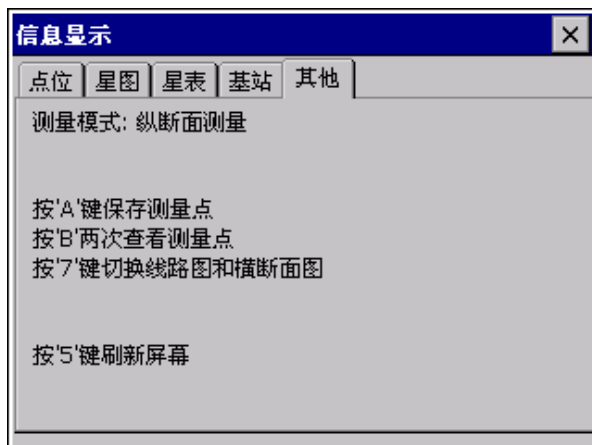 信息显示
点位 星图 星表 基站 其他
测量模式: 纵断面测量
按'A'键保存测量点
按'B'两次查看测量点
按'7'键切换线路图和横断面图
按'5'键刷新屏幕